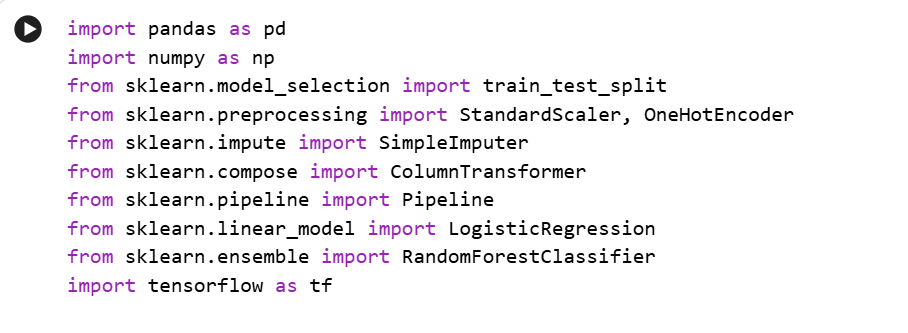 import pandas as pd
import numpy as np
from sklearn.model_selection import train_test_split
from sklearn.preprocessing import StandardScaler, OneHotEncoder
from sklearn.impute import SimpleImputer
from sklearn.compose import ColumnTransformer
from sklearn.pipeline import Pipeline
from sklearn.linear_model import LogisticRegression
from sklearn.ensemble import RandomForestClassifier
import tensorflow as tf